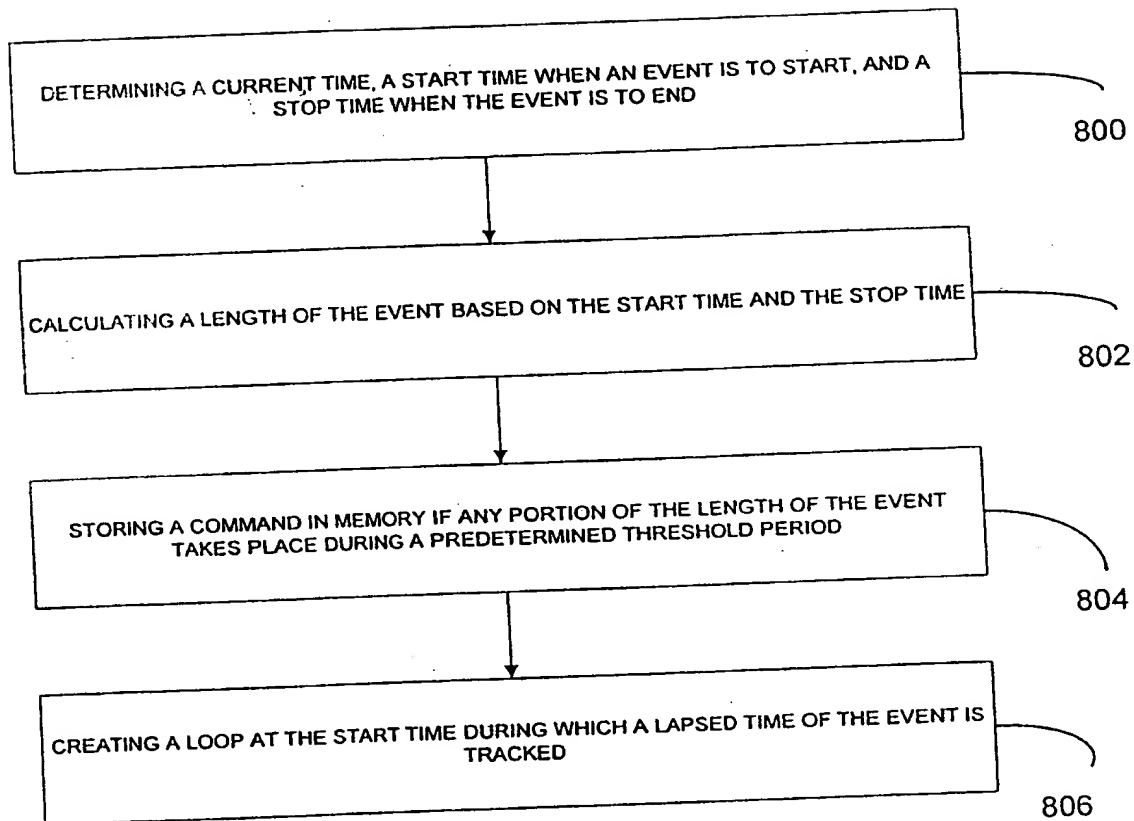 DETERMINING A CURRENT TIME, A START TIME WHEN AN EVENT IS TO START, AND A
STOP TIME WHEN THE EVENT IS TO END
800
CALCULATING A LENGTH OF THE EVENT BASED ON THE START TIME AND THE STOP TIME
802
STORING A COMMAND IN MEMORY IF ANY PORTION OF THE LENGTH OF THE EVENT
TAKES PLACE DURING A PREDETERMINED THRESHOLD PERIOD
804
CREATING A LOOP AT THE START TIME DURING WHICH A LAPSED TIME OF THE EVENT IS
TRACKED
806